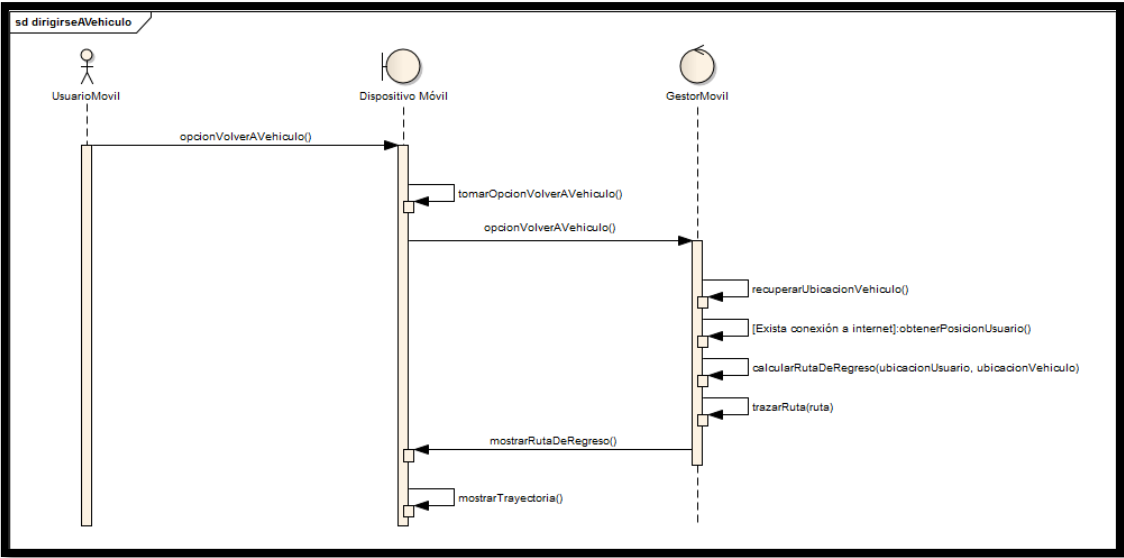 sd dirigirseAVehiculo
UsuarioMovil
Dispositivo Móvil
GestorMovil
opcionVolverAVehiculo()
tomarOpcionVolverAVehiculo()
opcionVolverAVehiculo()
recuperarUbicacionVehiculo()
[Exista conexión a internet]:obtenerPosicionUsuario()
calcularRutaDeRegreso(ubicacionUsuario, ubicacionVehiculo)
trazarRuta(ruta)
mostrarRutaDeRegreso()
mostrarTrayectoria()